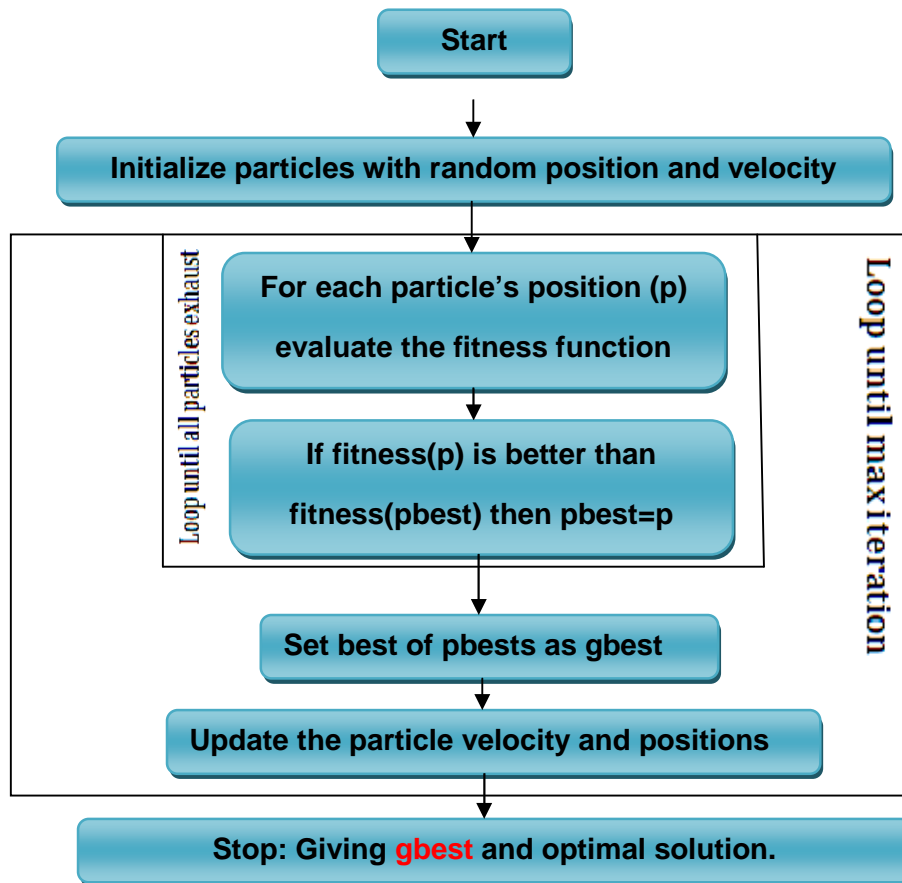 Start
Initialize particles with random position and velocity
For each particle's position (p)
evaluate the fitness function
If fitness(p) is better than
fitness(pbest) then pbest=p
Loop until all particles exhaust
Set best of pbests as gbest
Update the particle velocity and positions
Loop until max iteration
Stop: Giving gbest and optimal solution.